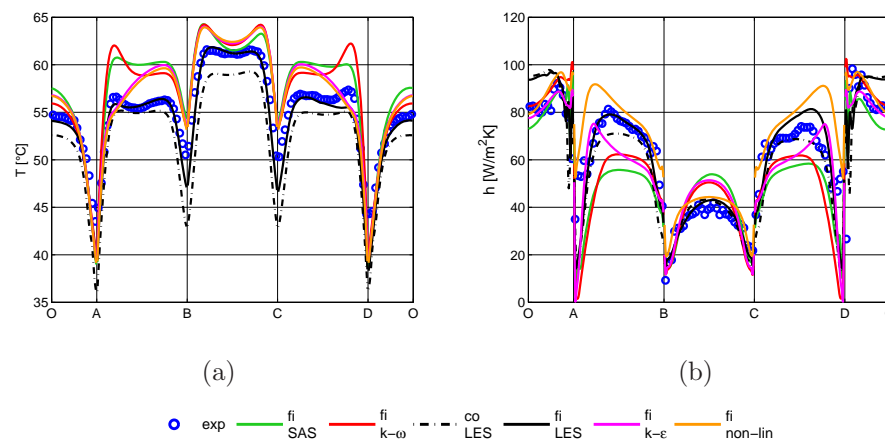 65
60
55
50
45
40
35
T [°C]
O A B C D O
(a)
120
100
80
60
40
20
0
h [W/m²K]
O A B C D
(b)
exp
fi SAS
fi k−ω
co LES
fi LES
fi k−ε
fi non−lin